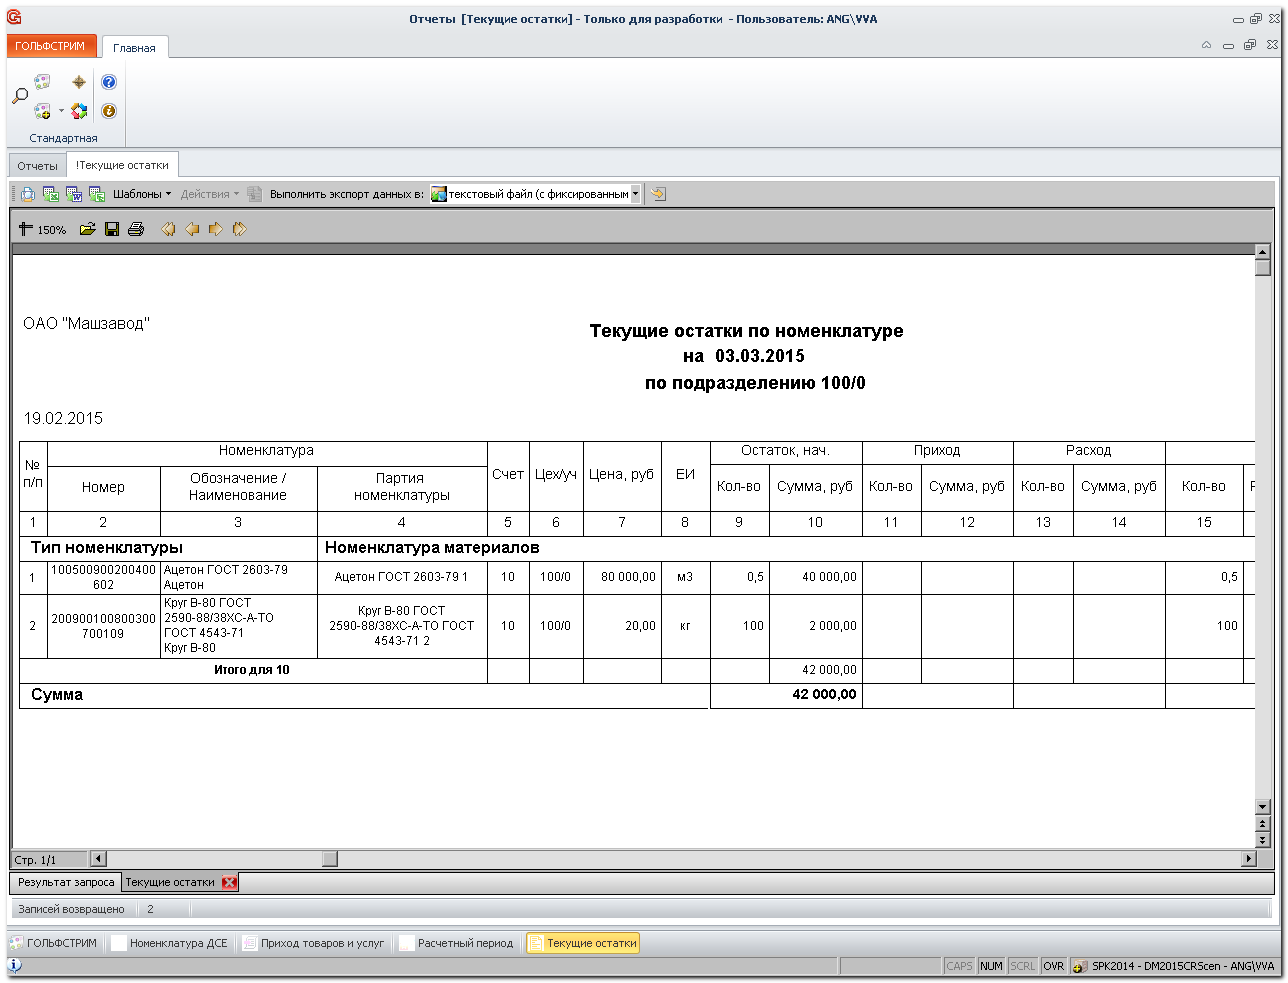 Отчеты [Текущие остатки] - Только для разработки - Пользователь: ANG\VVA
ГОЛЬФСТРИМ Главная
Стандартная
Отчеты !Текущие остатки
Шаблоны Действия Выполнить экспорт данных в: текстовый файл (с фиксированным
150%
ОАО "Машзавод"
Текущие остатки по номенклатуре
на 03.03.2015
по подразделению 100/0
19.02.2015
№ п/п Номенклатура Счет Цех/уч Цена, руб ЕИ Остаток, нач. Приход Расход
Номер Обозначение / Наименование Партия номенклатуры Кол-во Сумма, руб Кол-во Сумма, руб Кол-во Сумма, руб Кол-во
1 2 3 4 5 6 7 8 9 10 11 12 13 14 15
Тип номенклатуры Номенклатура материалов
1 100500900200400 Ацетон ГОСТ 2603-79 Ацетон ГОСТ 2603-79 1 10 100/0 80 000,00 м3 0,5 40 000,00 0,5
602 Ацетон
Круг В-80 ГОСТ
2 200900100800300 2590-88/38ХС-А-ТО Круг В-80 ГОСТ 10 100/0 20,00 кг 100 2 000,00 100
700109 ГОСТ 4543-71 2590-88/38ХС-А-ТО ГОСТ
Круг В-80 4543-71 2
Итого для 10 42 000,00
Сумма 42 000,00
Стр. 1/1
Результат запроса Текущие остатки
Записей возвращено 2
ГОЛЬФСТРИМ Номенклатура ДСЕ Приход товаров и услуг Расчетный период Текущие остатки
CAPS NUM SCRL OVR SPK2014 - DM2015CRScen - ANG\VVA